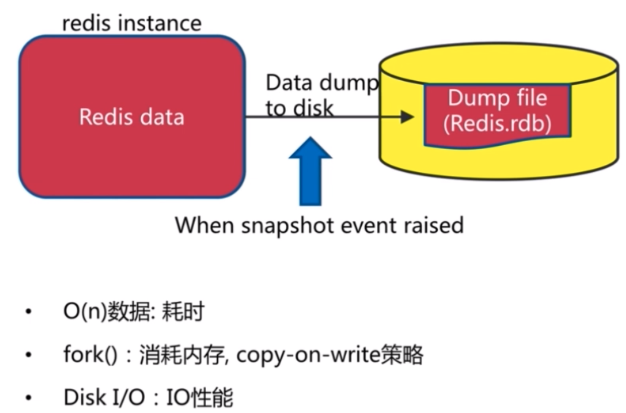 redis instance
Redis data
Data dump
to disk
Dump file
(Redis.rdb)
When snapshot event raised
• O(n)数据: 耗时
• fork() : 消耗内存, copy-on-write策略
• Disk I/O : IO性能